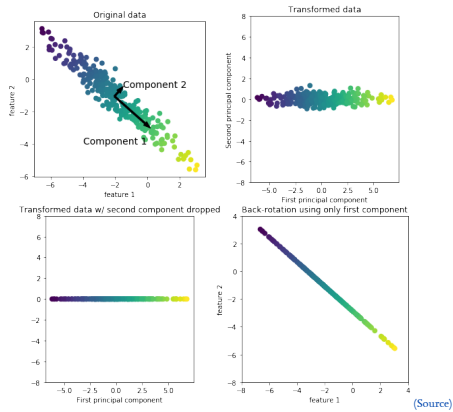 Original data
feature 2
2
0
−2
−4
−6
Component 2
Component 1
−6 −4 −2 0 2
feature 1
Transformed data
Second principal component
8
6
4
2
0
−2
−4
−6
−8
−5.0 −2.5 0.0 2.5 5.0
First principal component
Transformed data w/ second component dropped
8
6
4
2
0
−2
−4
−6
−8
−5.0 −2.5 0.0 2.5 5.0
First principal component
Back-rotation using only first component
feature 2
4
2
0
−2
−4
−6
−8
−8 −6 −4 −2 0 2 4
feature 1
(Source)